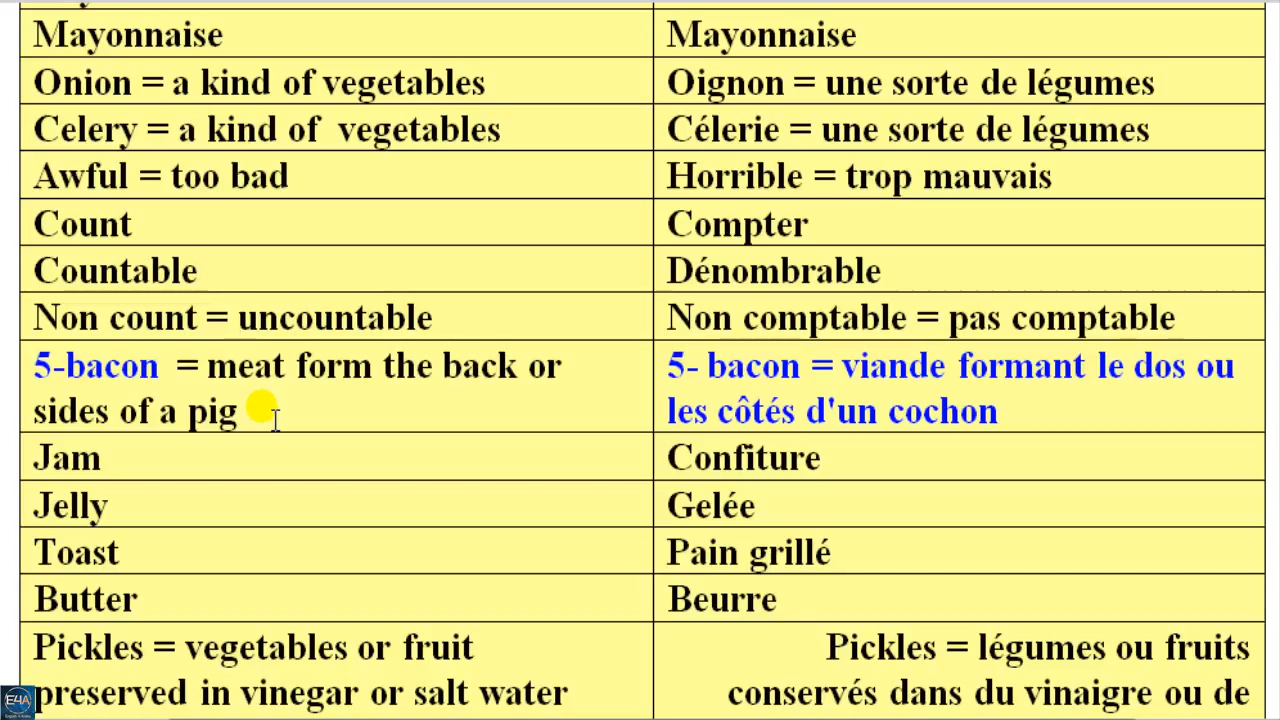 Mayonnaise Mayonnaise
Onion = a kind of vegetables Oignon = une sorte de légumes
Celery = a kind of vegetables Célerie = une sorte de légumes
Awful = too bad Horrible = trop mauvais
Count Compter
Countable Dénombrable
Non count = uncountable Non comptable = pas comptable
5-bacon = meat form the back or 5- bacon = viande formant le dos ou
sides of a pig les côtés d'un cochon
Jam Confiture
Jelly Gelée
Toast Pain grillé
Butter Beurre
Pickles = vegetables or fruit Pickles = légumes ou fruits
preserved in vinegar or salt water conservés dans du vinaigre ou de
E4A